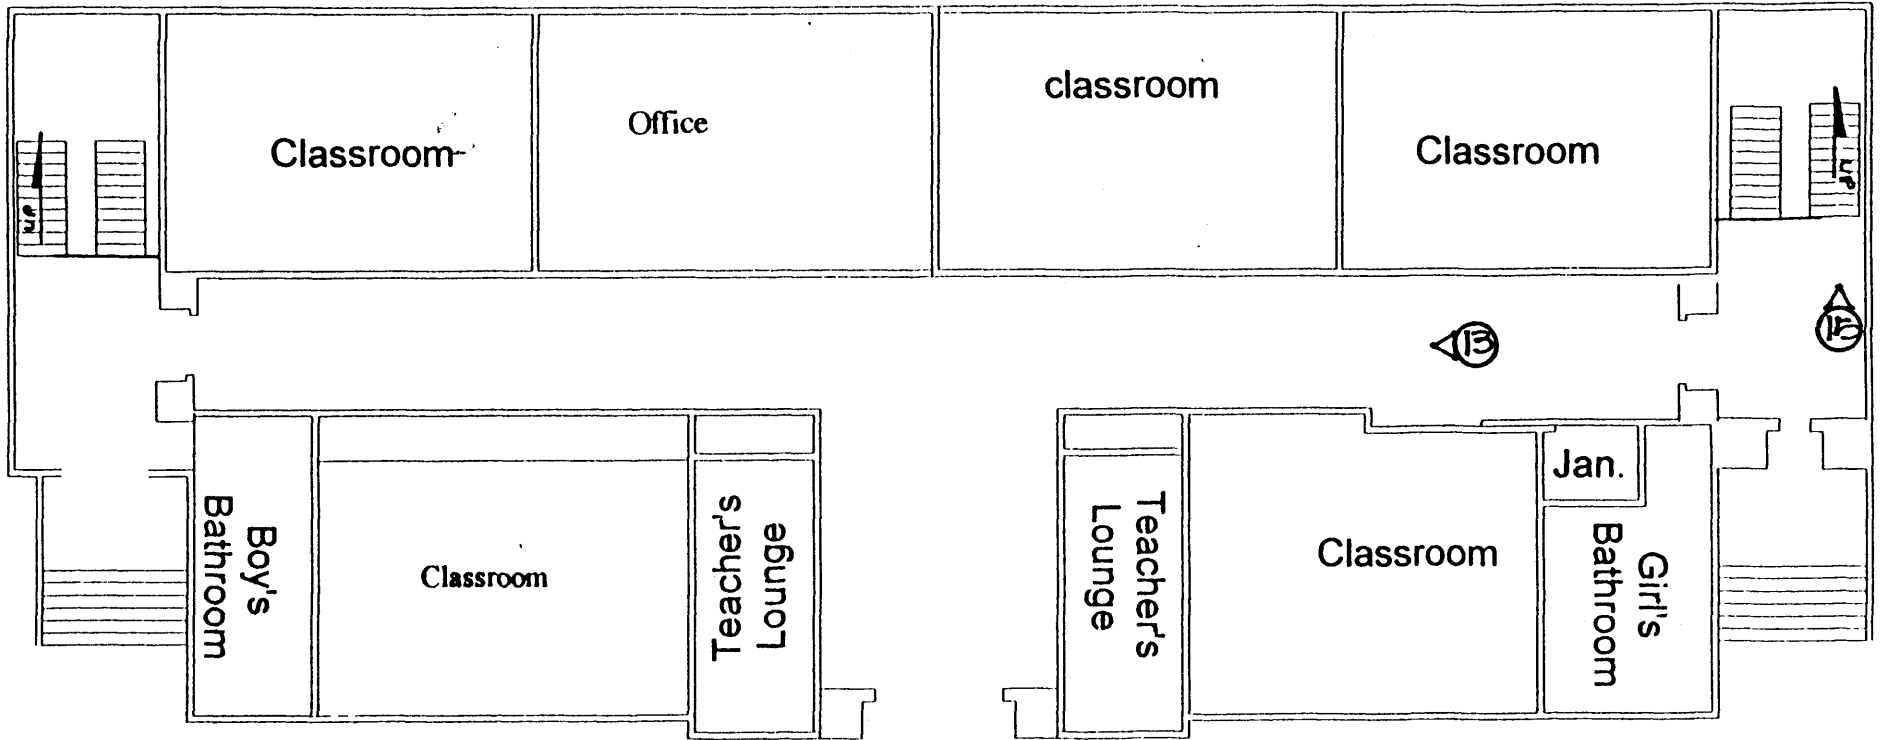 Classroom
Office
classroom
Classroom
UP
UP
13
15
Boy's
Bathroom
Classroom
Teacher's
Lounge
Teacher's
Lounge
Classroom
Jan.
Girl's
Bathroom